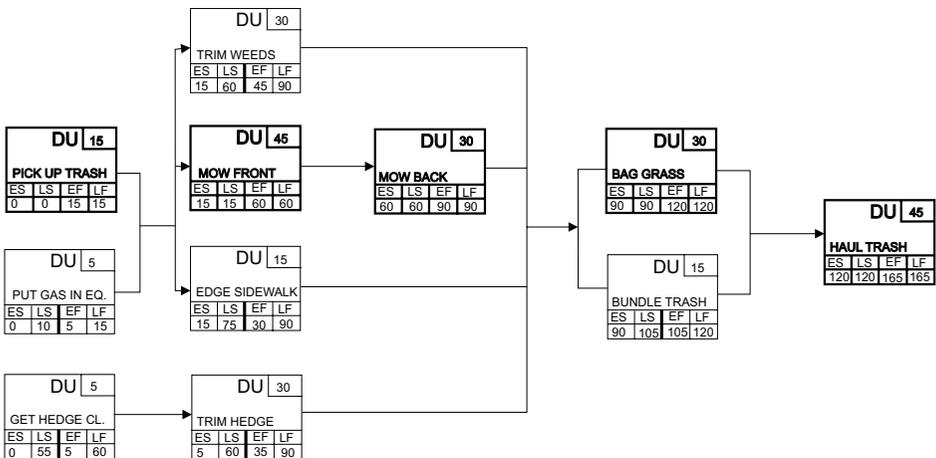 DU 30
TRIM WEEDS
ES LS EF LF
15 60 45 90
DU 15
PICK UP TRASH
ES LS EF LF
0 0 15 15
DU 45
MOW FRONT
ES LS EF LF
15 15 60 60
DU 30
MOW BACK
ES LS EF LF
60 60 90 90
DU 30
BAG GRASS
ES LS EF LF
90 90 120 120
DU 45
HAUL TRASH
ES LS EF LF
120 120 165 165
DU 5
PUT GAS IN EQ.
ES LS EF LF
0 10 5 15
DU 15
EDGE SIDEWALK
ES LS EF LF
15 75 30 90
DU 15
BUNDLE TRASH
ES LS EF LF
90 105 105 120
DU 5
GET HEDGE CL.
ES LS EF LF
0 55 5 60
DU 30
TRIM HEDGE
ES LS EF LF
5 60 35 90